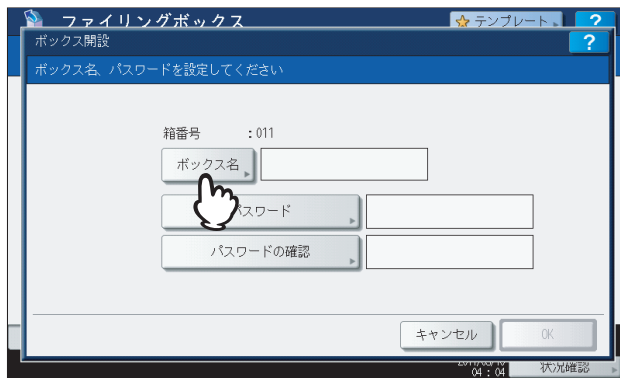 ファイリングボックス
テンプレート
?
ボックス開設
?
ボックス名、パスワードを設定してください
箱番号 :011
ボックス名
パスワード
パスワードの確認
キャンセル
OK
04:04
状況確認